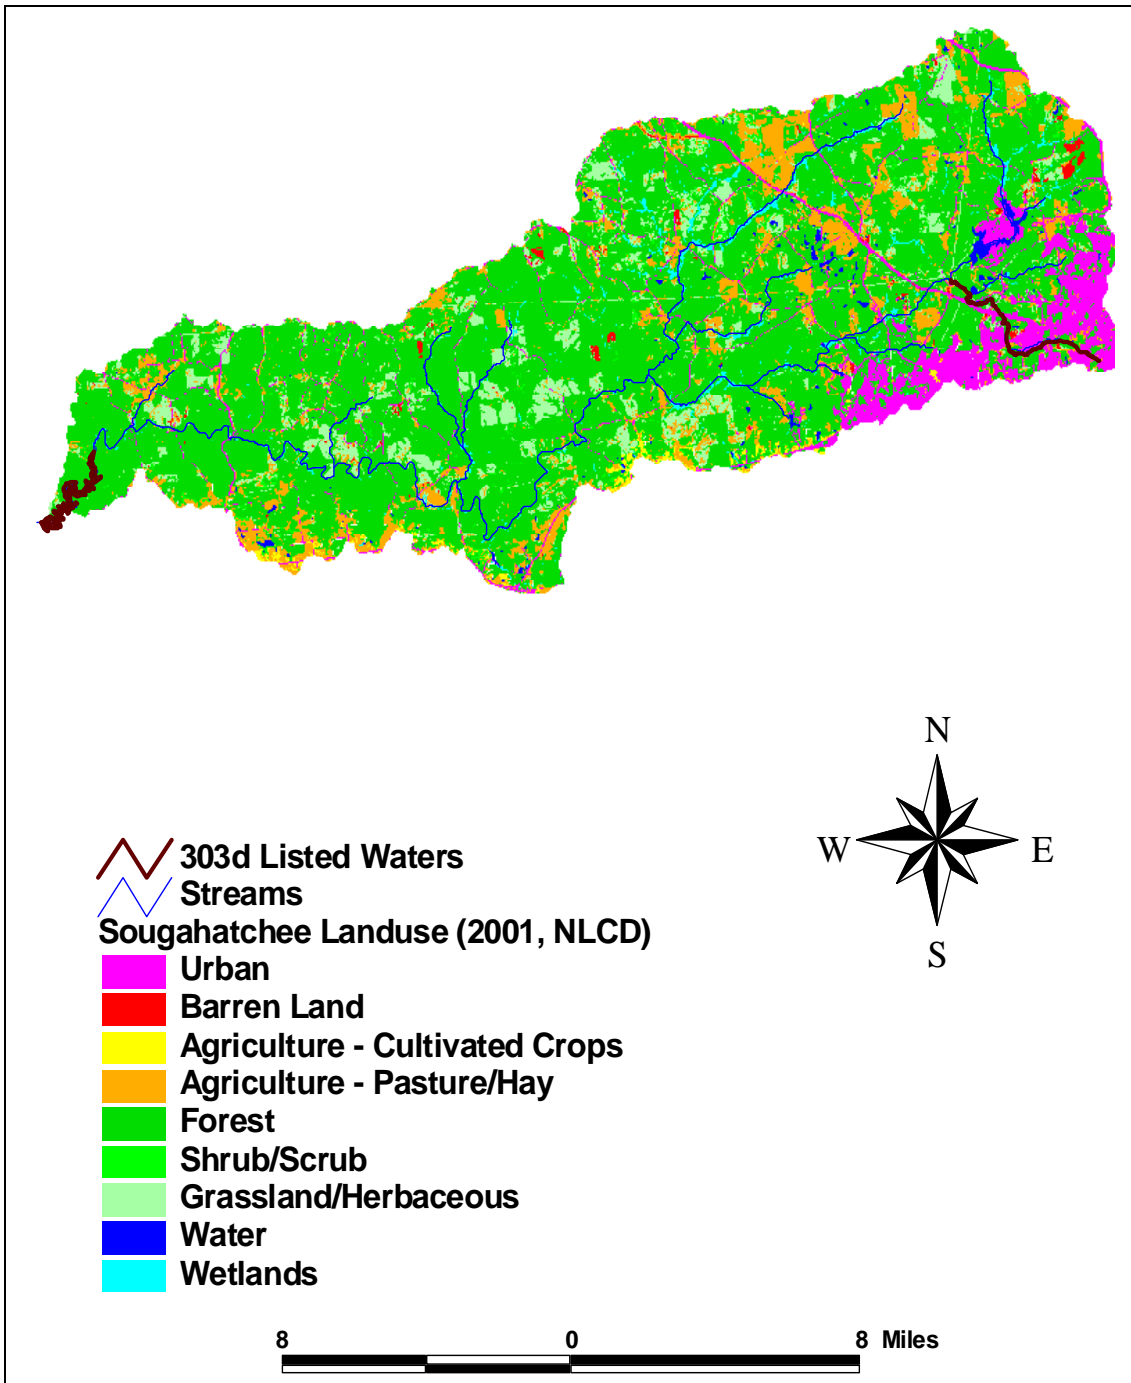 N
W E
S
303d Listed Waters
Streams
Sougahatchee Landuse (2001, NLCD)
Urban
Barren Land
Agriculture - Cultivated Crops
Agriculture - Pasture/Hay
Forest
Shrub/Scrub
Grassland/Herbaceous
Water
Wetlands
8 0 8 Miles